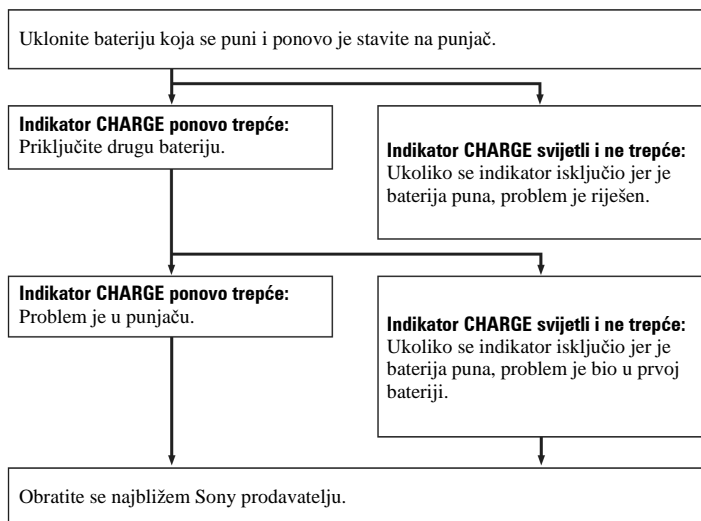 Uklonite bateriju koja se puni i ponovo je stavite na punjač.
Indikator CHARGE ponovo trepće:
Priključite drugu bateriju.
Indikator CHARGE svijetli i ne trepće:
Ukoliko se indikator isključio jer je
baterija puna, problem je riješen.
Indikator CHARGE ponovo trepće:
Problem je u punjaču.
Indikator CHARGE svijetli i ne trepće:
Ukoliko se indikator isključio jer je
baterija puna, problem je bio u prvoj
bateriji.
Obratite se najbližem Sony prodavatelju.